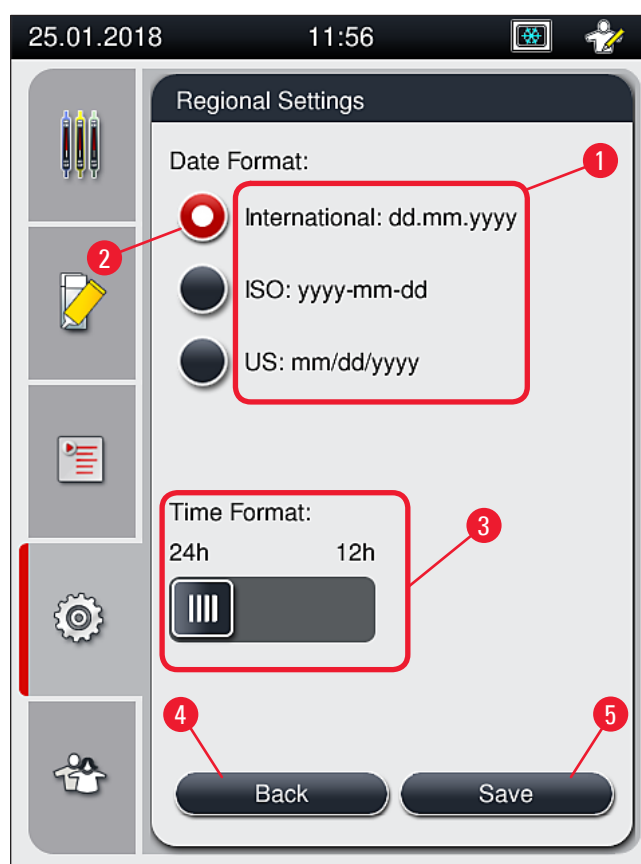 25.01.2018 11:56
Regional Settings
Date Format:
1
International: dd.mm.yyyy
2
ISO: yyyy-mm-dd
US: mm/dd/yyyy
Time Format:
3
24h 12h
4
5
Back Save